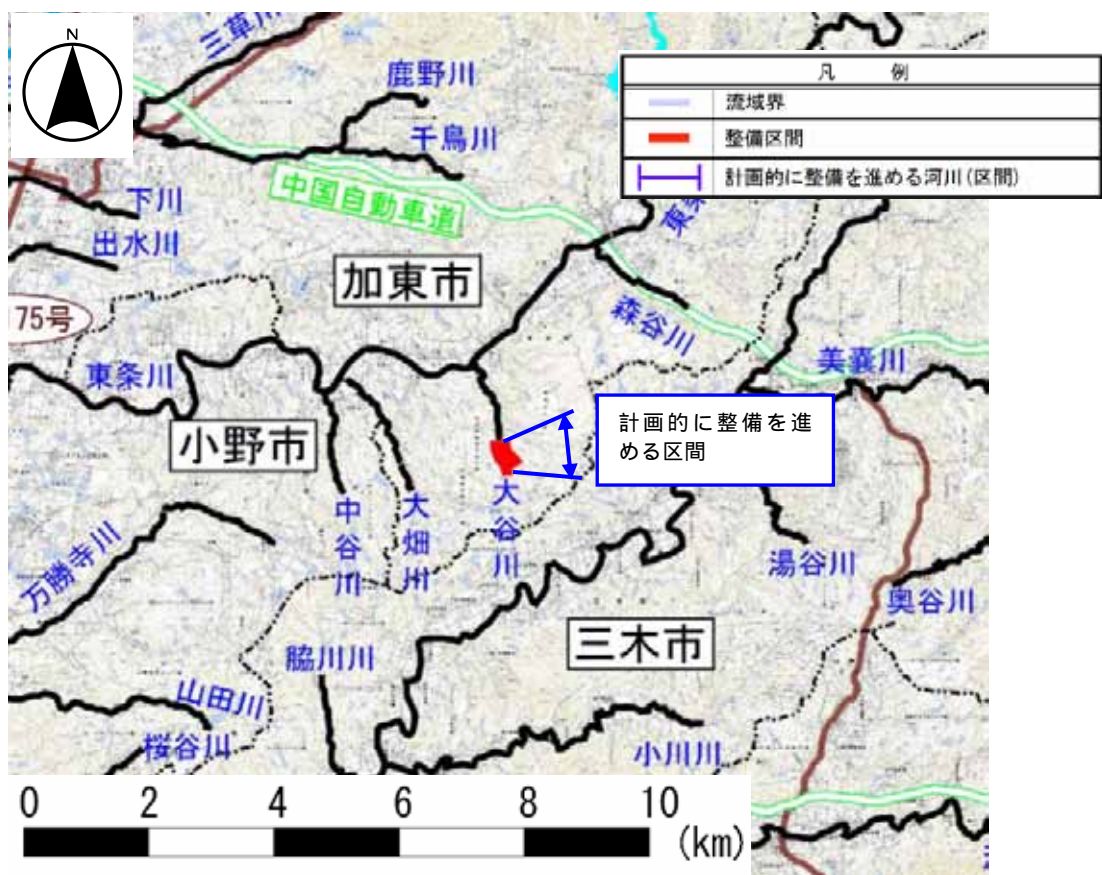 N
三草川
鹿野川
千鳥川
中国自動車道
凡 例
流域界
整備区間
計画的に整備を進める河川(区間)
下川
出水川
加東市
75号
森谷川
東条川
美嚢川
小野市
計画的に整備を進
める区間
中谷川
大畑川
大谷川
万勝寺川
湯谷川
奥谷川
三木市
脇川川
山田川
桜谷川
小川川
0 2 4 6 8 10
(km)